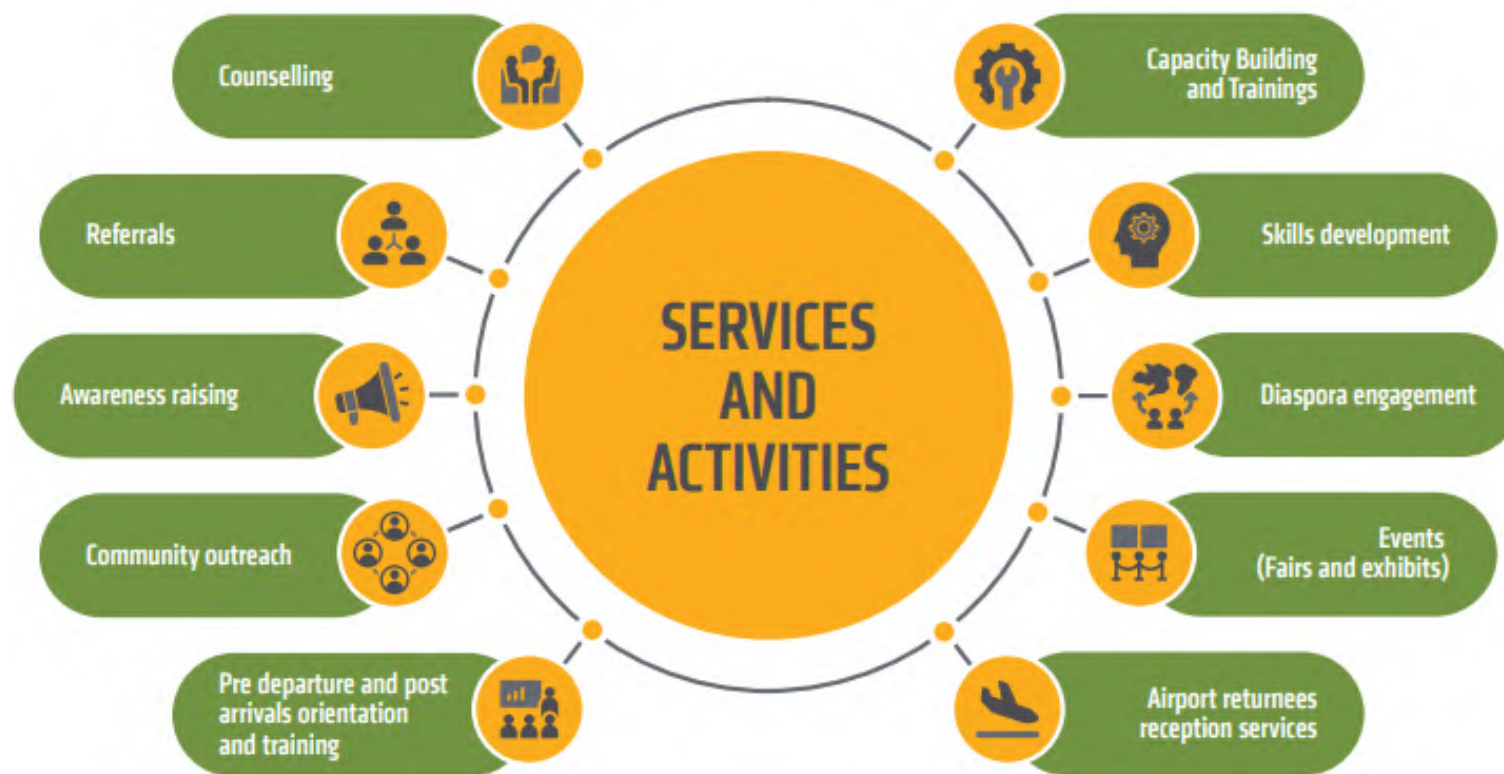 Counselling
Referrals
Awareness raising
Community outreach
Pre departure and post
arrivals orientation
and training
SERVICES
AND
ACTIVITIES
Capacity Building
and Trainings
Skills development
Diaspora engagement
Events
(Fairs and exhibits)
Airport returnees
reception services